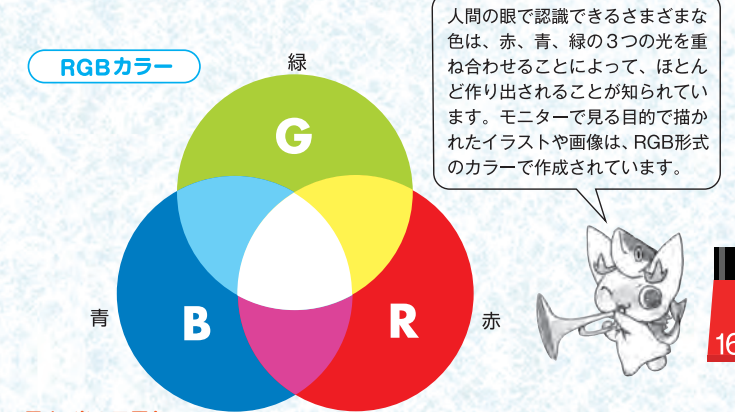 RGBカラー
緑
G
青
B
R
赤
人間の眼で認識できるさまざまな
色は、赤、青、緑の3つの光を重
ね合わせることによって、ほとん
ど作り出されることが知られてい
ます。モニターで見る目的で描か
れたイラストや画像は、RGB形式
のカラーで作成されています。
16